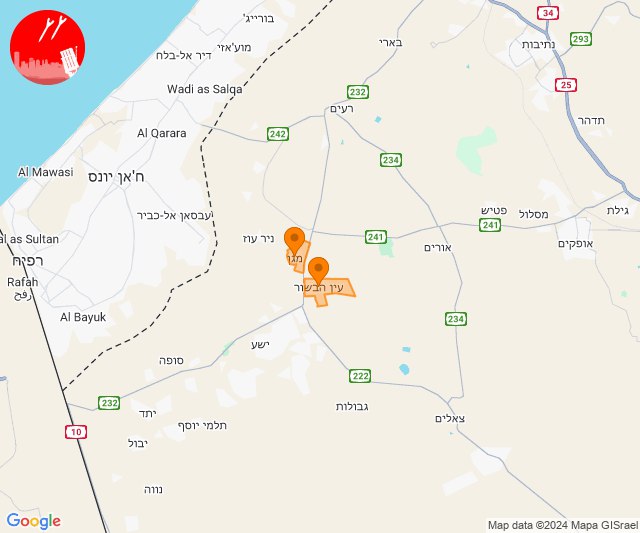 34
בורייג'
מוע'אזי
בארי
נתיבות
293
דיר אל-בלח
Wadi as Salqa
232
25
רעים
Al Qarara
242
תדהר
234
Al Mawasi
ח'אן יונס
עבסאן אל-כביר
פטיש
מסלול
גילת
241
al as Sultan
ניר עוז
241
אורים
אופקים
רפיח
מגן
Rafah
رفح
עין הבשור
Al Bayuk
234
ישע
סופה
222
232
גבולות
יתד
תלמי יוסף
צאלים
10
יבול
נווה
Google
Map data ©2024 Mapa GISrael